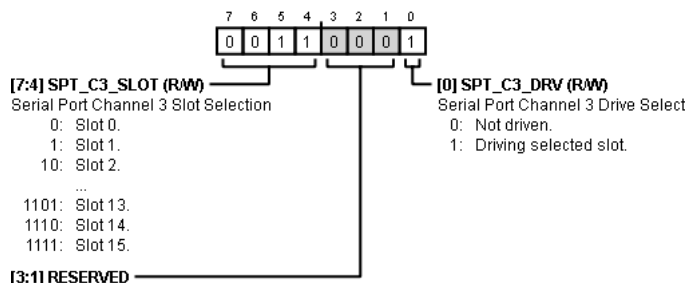 7 6 5 4 3 2 1 0
0 0 1 1 0 0 0 1
[7:4] SPT_C3_SLOT (R/W)
Serial Port Channel 3 Slot Selection
0: Slot 0.
1: Slot 1.
10: Slot 2.
...
1101: Slot 13.
1110: Slot 14.
1111: Slot 15.
[3:1] RESERVED
[0] SPT_C3_DRV (R/W)
Serial Port Channel 3 Drive Select
0: Not driven.
1: Driving selected slot.